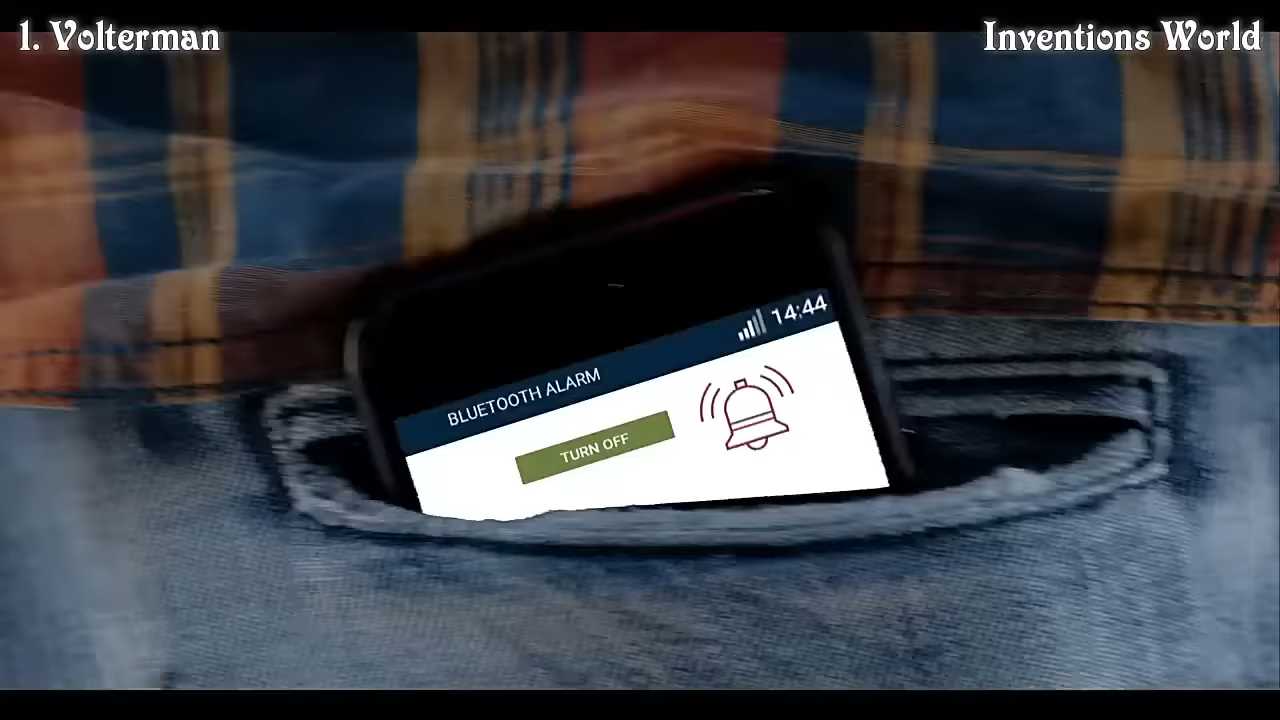 1. Volterman
Inventions World
14:44
BLUETOOTH ALARM
TURN OFF